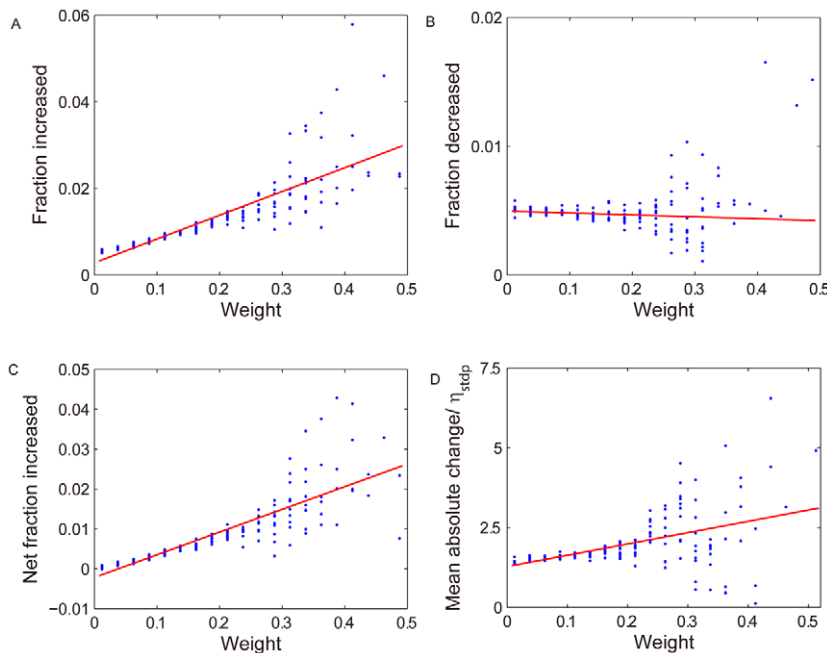 A
B
0.06
0.04
0.02
0
Fraction increased
0 0.1 0.2 0.3 0.4 0.5
Weight
0.02
0.01
0
Fraction decreased
0 0.1 0.2 0.3 0.4 0.5
Weight
C
D
0.05
0.04
0.03
0.02
0.01
0
−0.01
Net fraction increased
0 0.1 0.2 0.3 0.4 0.5
Weight
7.5
5
2.5
0
Mean absolute change/ ηstdp
0 0.1 0.2 0.3 0.4 0.5
Weight